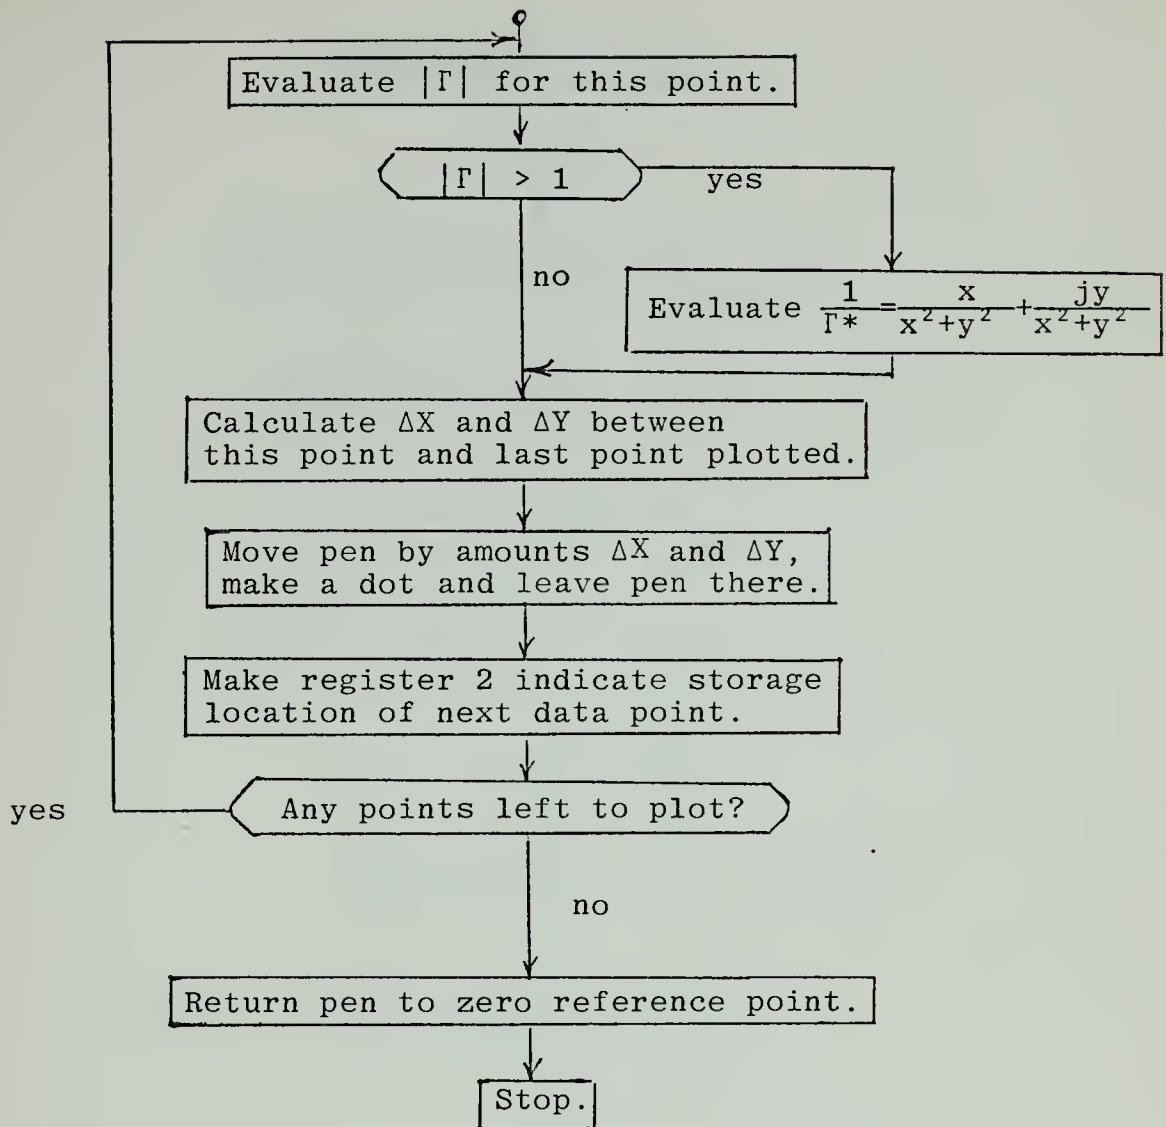 Evaluate |Γ| for this point.
|Γ| > 1
yes
no
Evaluate 1/Γ* = x/x²+y² + jy/x²+y²
Calculate ΔX and ΔY between
this point and last point plotted.
Move pen by amounts ΔX and ΔY,
make a dot and leave pen there.
Make register 2 indicate storage
location of next data point.
yes
Any points left to plot?
no
Return pen to zero reference point.
Stop.